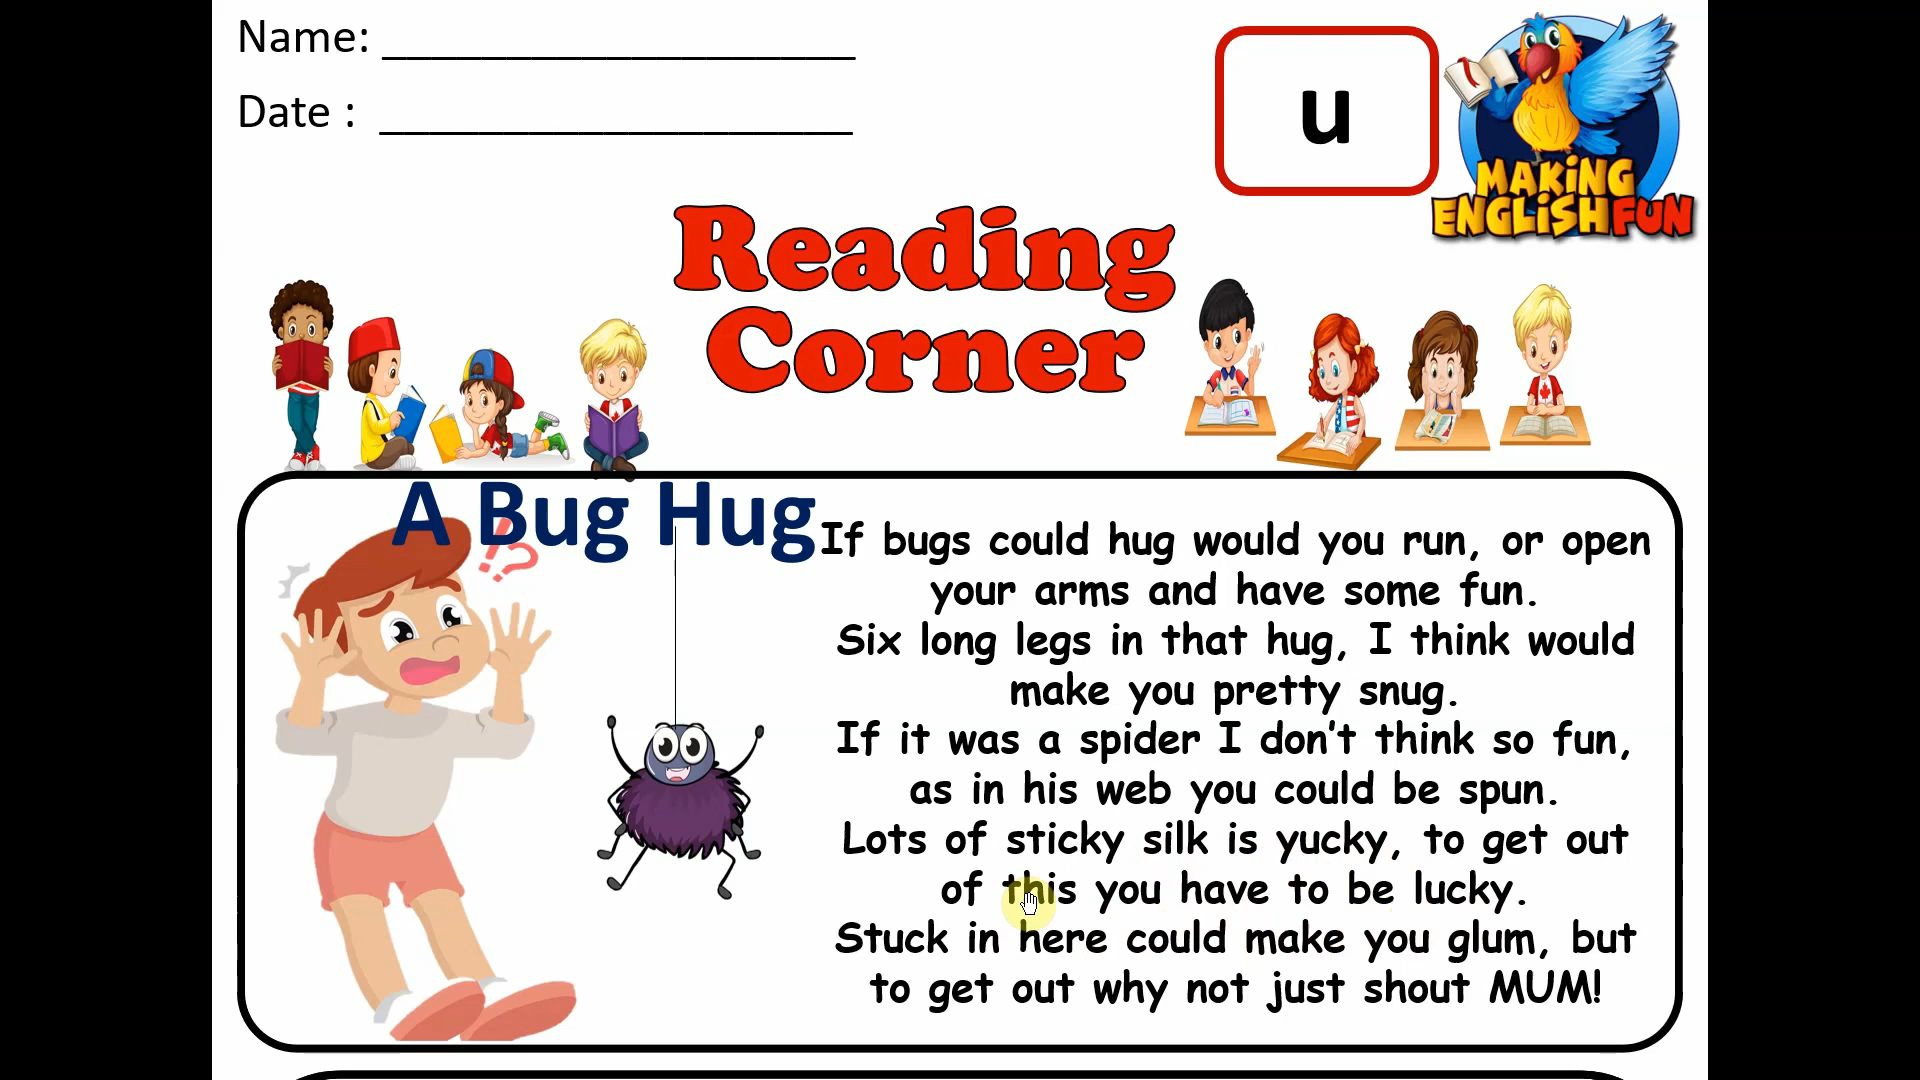 Name: ___________________
Date : ___________________
u
MAKING
ENGLISH FUN
Reading
Corner
A Bug Hug
!?
If bugs could hug would you run, or open
your arms and have some fun.
Six long legs in that hug, I think would
make you pretty snug.
If it was a spider I don't think so fun,
as in his web you could be spun.
Lots of sticky silk is yucky, to get out
of this you have to be lucky.
Stuck in here could make you glum, but
to get out why not just shout MUM!